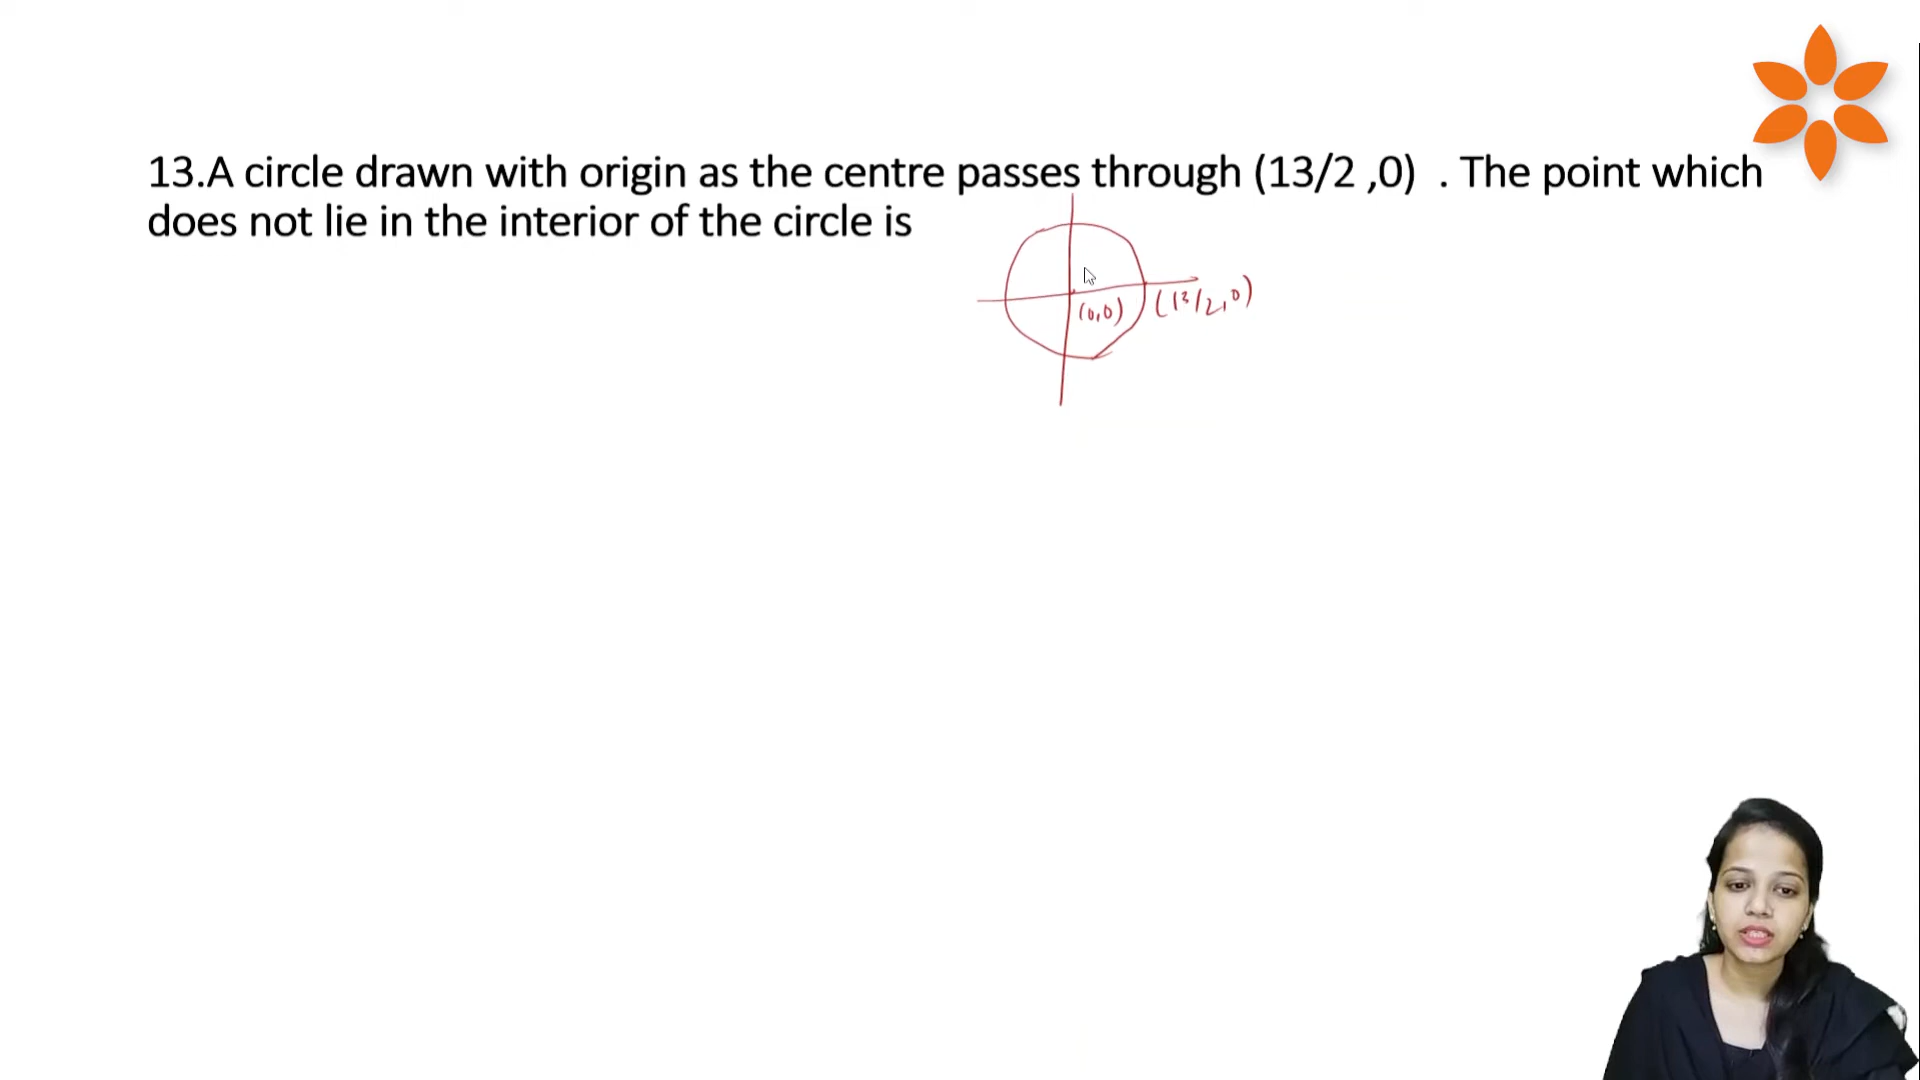 13.A circle drawn with origin as the centre passes through (13/2 ,0)  . The point which
does not lie in the interior of the circle is
(0,0)
(13/2,0)